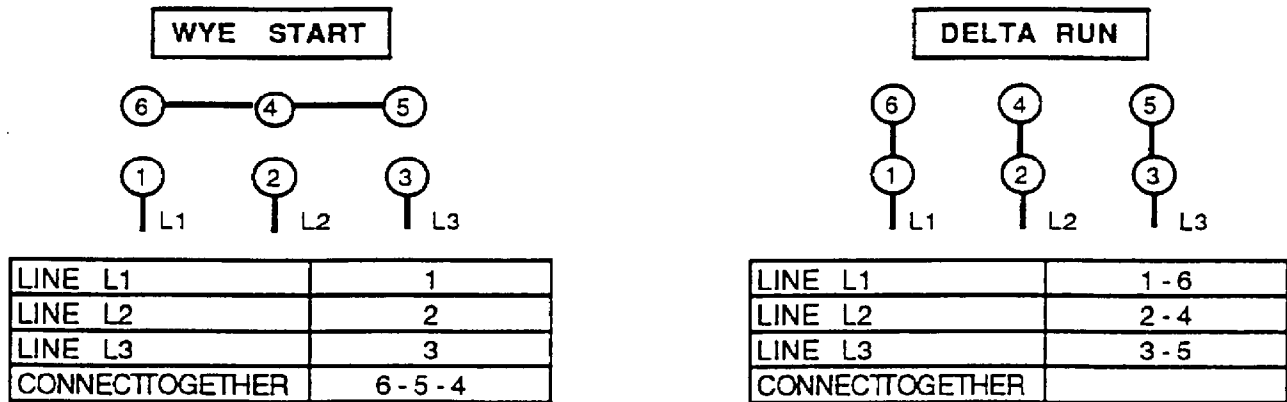 WYE START
6 4 5
1 2 3
L1 L2 L3
LINE L1 1
LINE L2 2
LINE L3 3
CONNECTTOGETHER 6-5-4
DELTA RUN
6 4 5
1 2 3
L1 L2 L3
LINE L1 1-6
LINE L2 2-4
LINE L3 3-5
CONNECTTOGETHER